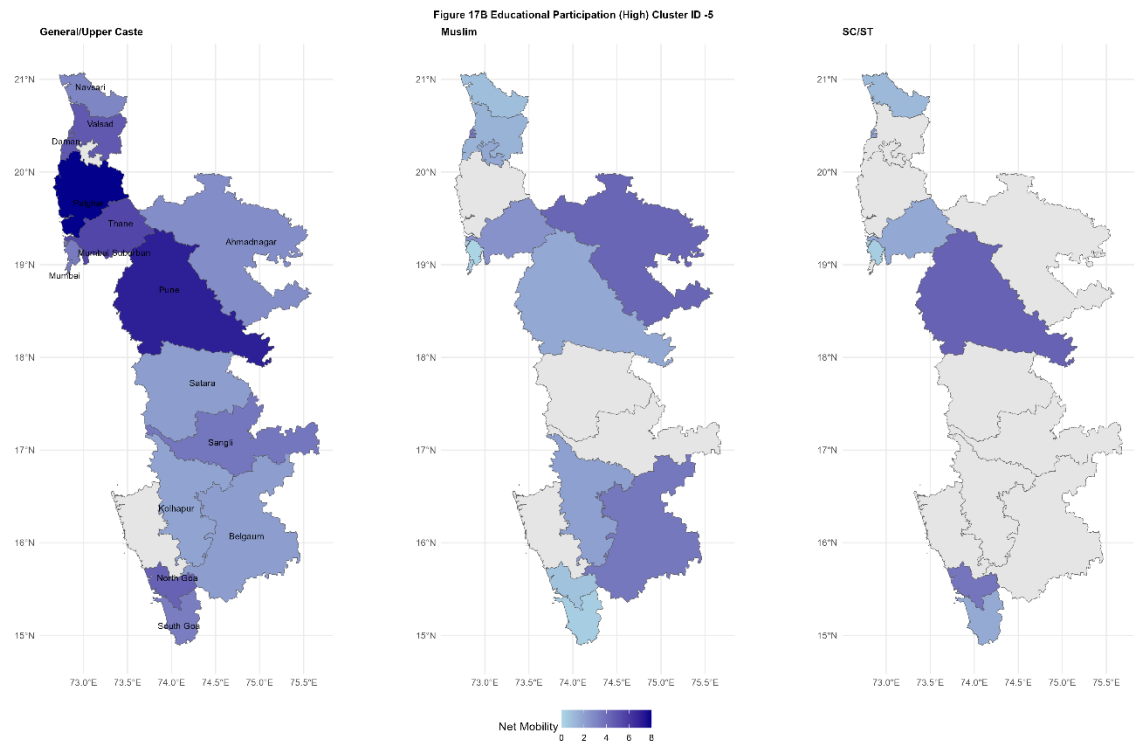 Figure 17B Educational Participation (High) Cluster ID -5
General/Upper Caste
Muslim
SC/ST
21°N
20°N
19°N
18°N
17°N
16°N
15°N
Navsari
Valsad
Daman
Palghar
Thane
Mumbai Suburban
Mumbai
Ahmadnagar
Pune
Satara
Sangli
Kolhapur
Belgaum
North Goa
South Goa
73.0°E 73.5°E 74.0°E 74.5°E 75.0°E 75.5°E
21°N
20°N
19°N
18°N
17°N
16°N
15°N
73.0°E 73.5°E 74.0°E 74.5°E 75.0°E 75.5°E
21°N
20°N
19°N
18°N
17°N
16°N
15°N
73.0°E 73.5°E 74.0°E 74.5°E 75.0°E 75.5°E
Net Mobility
0 2 4 6 8